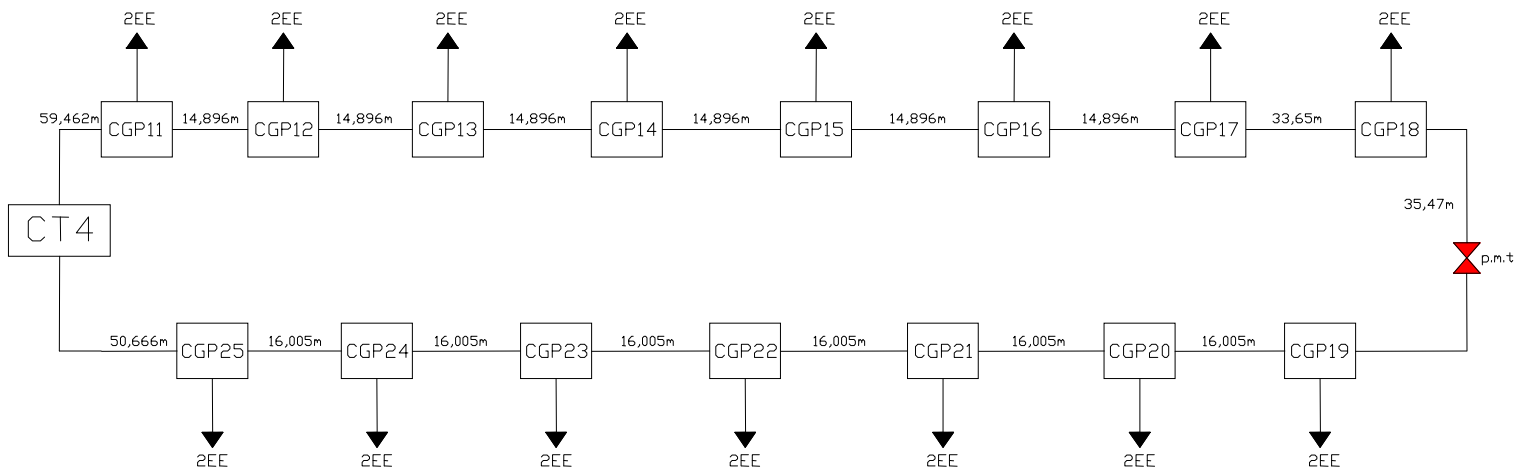 2EE 2EE 2EE 2EE 2EE 2EE 2EE 2EE
59,462m 14,896m 14,896m 14,896m 14,896m 14,896m 14,896m 33,65m
CGP11 CGP12 CGP13 CGP14 CGP15 CGP16 CGP17 CGP18
35,47m
CT4
p.m.t
50,666m 16,005m 16,005m 16,005m 16,005m 16,005m 16,005m
CGP25 CGP24 CGP23 CGP22 CGP21 CGP20 CGP19
2EE 2EE 2EE 2EE 2EE 2EE 2EE